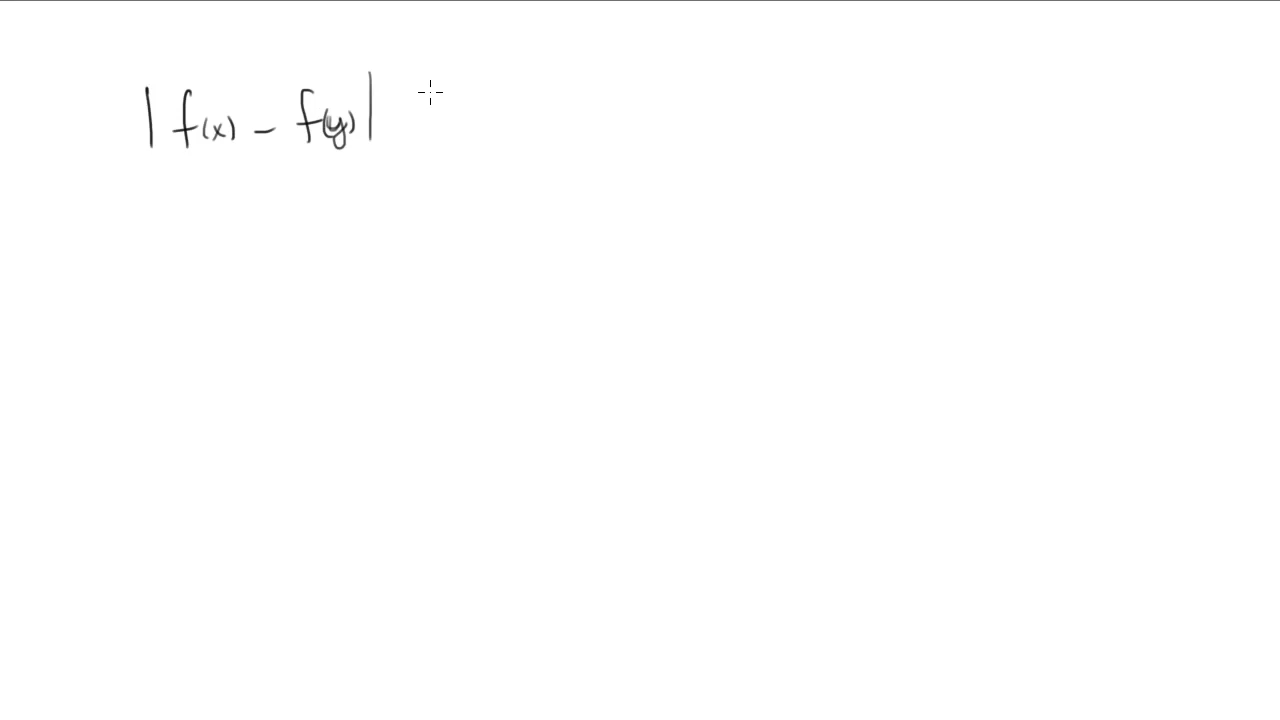 | f(x) - f(y) |